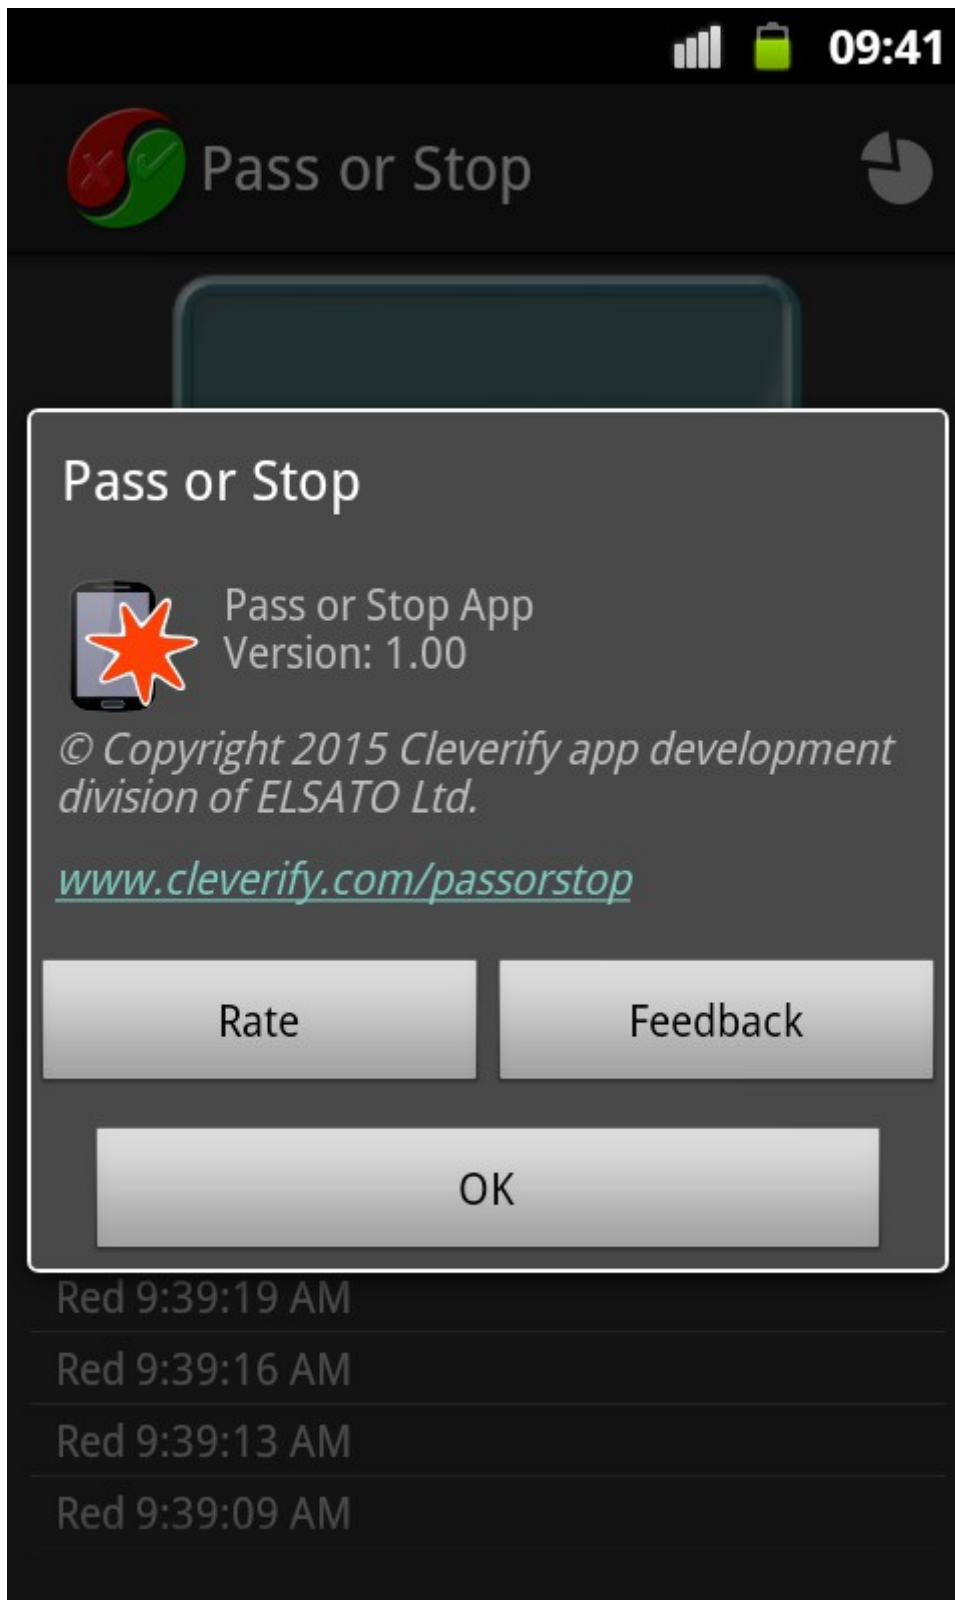 09:41
Pass or Stop
Pass or Stop
Pass or Stop App
Version: 1.00
© Copyright 2015 Cleverify app development
division of ELSATO Ltd.
www.cleverify.com/passorstop
Rate
Feedback
OK
Red 9:39:19 AM
Red 9:39:16 AM
Red 9:39:13 AM
Red 9:39:09 AM